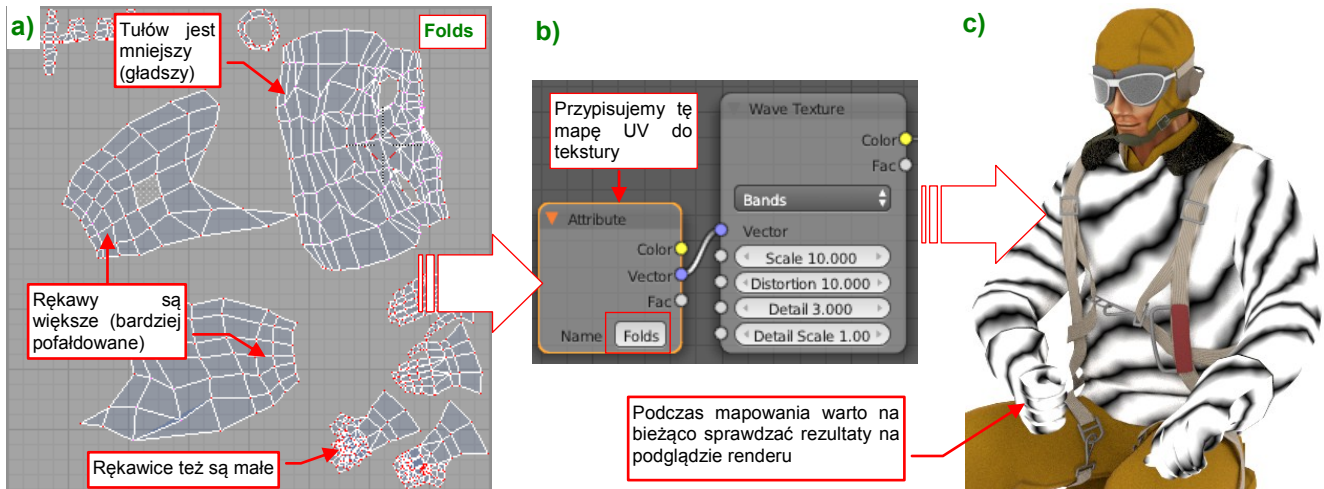 a)
Tułów jest
mniejszy
(gładszy)
Folds
Rękawy są
większe (bardziej
pofałdowane)
Rękawice też są małe
b)
Przypisujemy tę
mapę UV do
tekstury
Attribute
Color
Vector
Fac
Name Folds
Wave Texture
Color
Fac
Bands
Vector
Scale 10.000
Distortion 10.000
Detail 3.000
Detail Scale 1.00
Podczas mapowania warto na
bieżąco sprawdzać rezultaty na
podglądzie renderu
c)